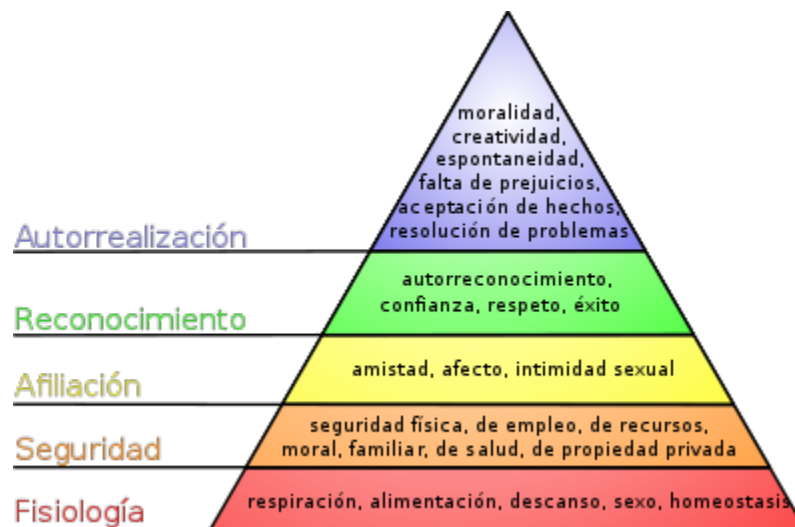 moralidad,
creatividad,
espontaneidad,
falta de prejuicios,
aceptación de hechos,
resolución de problemas
Autorrealización
autorreconocimiento,
confianza, respeto, éxito
Reconocimiento
amistad, afecto, intimidad sexual
Afiliación
seguridad física, de empleo, de recursos,
moral, familiar, de salud, de propiedad privada
Seguridad
respiración, alimentación, descanso, sexo, homeostasis
Fisiología